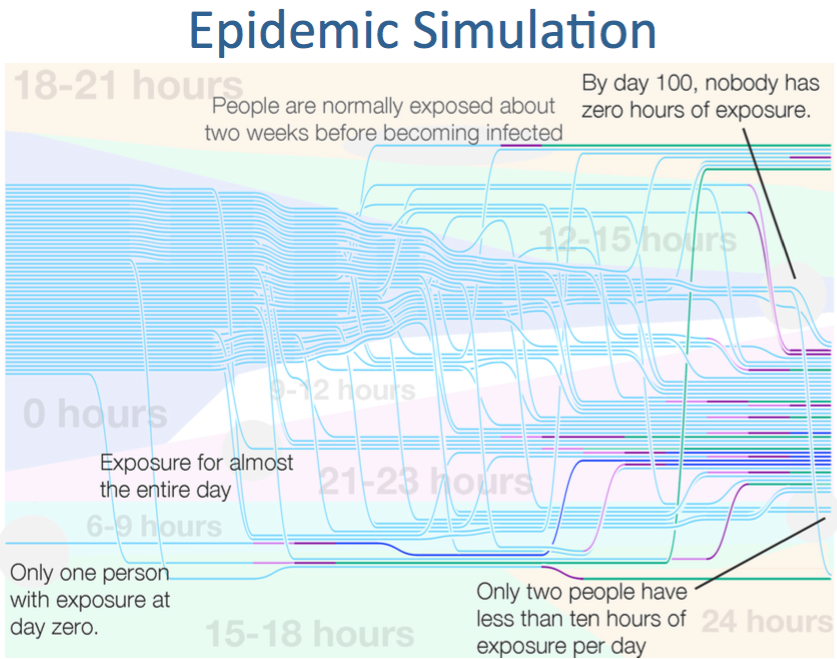 Epidemic Simulation
18-21 hours
By day 100, nobody has
zero hours of exposure.
People are normally exposed about
two weeks before becoming infected
12-15 hours
9-12 hours
0 hours
Exposure for almost
the entire day
21-23 hours
6-9 hours
Only one person
with exposure at
day zero.
Only two people have
less than ten hours of
exposure per day
24 hours
15-18 hours